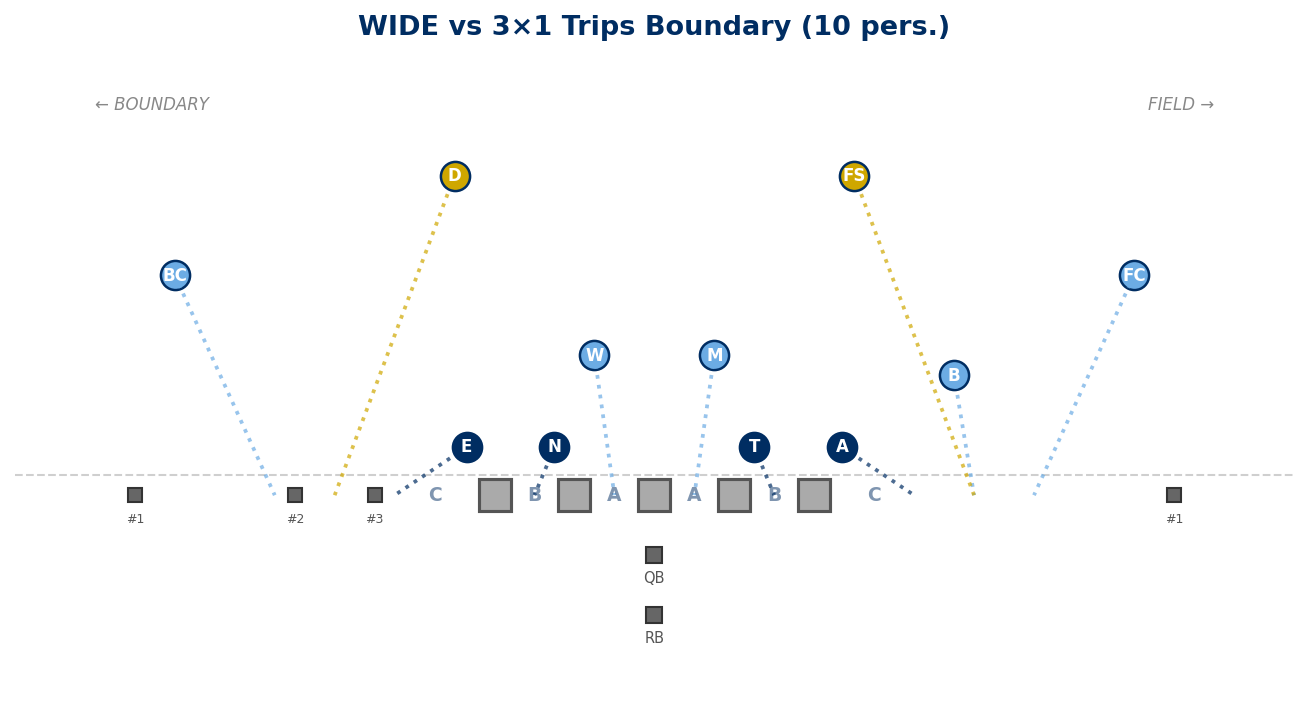 WIDE vs 3×1 Trips Boundary (10 pers.)
← BOUNDARY
FIELD →
D
FS
BC
FC
W
M
B
E
N
T
A
C
B
A
A
B
C
#1
#2
#3
#1
QB
RB